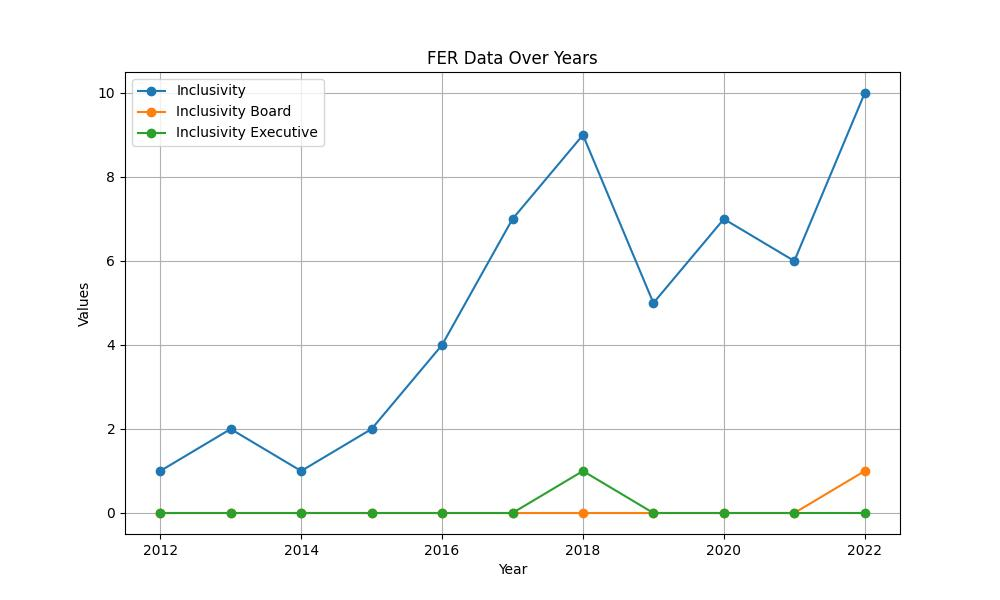 FER Data Over Years
Inclusivity
Inclusivity Board
Inclusivity Executive
Values
10
8
6
4
2
0
2012 2014 2016 2018 2020 2022
Year